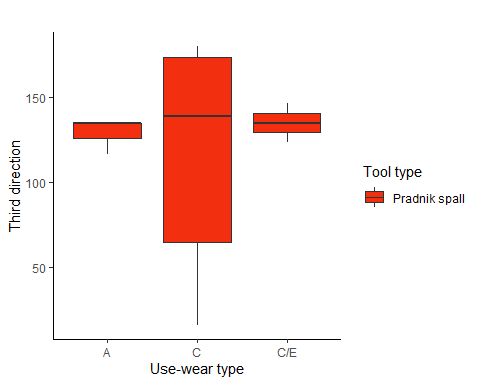 150
100
50
Third direction
A C C/E
Use-wear type
Tool type
Pradnik spall